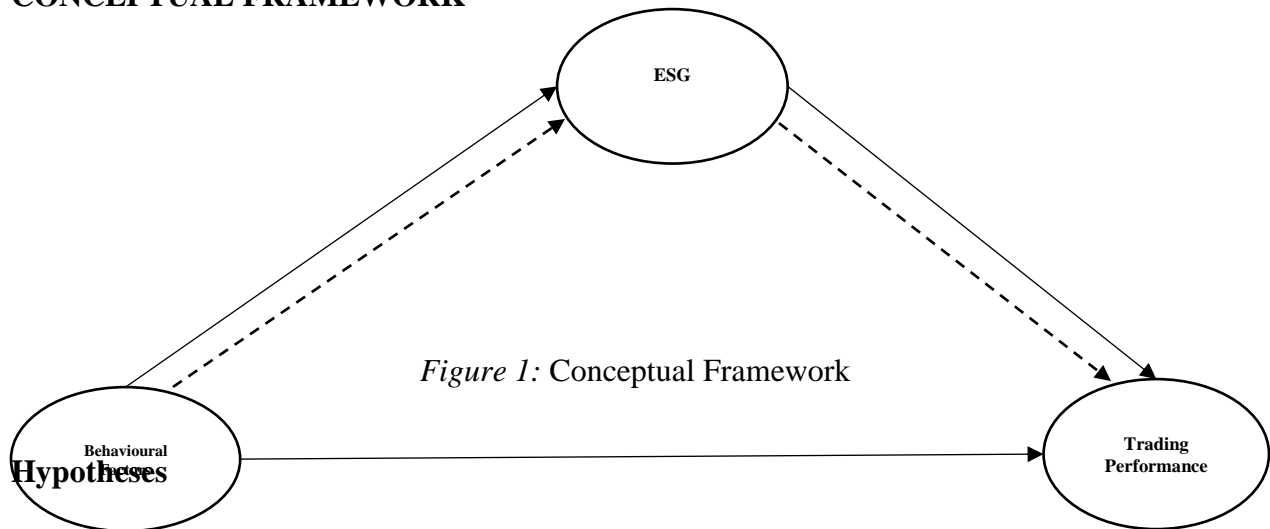 CONCEPTUAL FRAMEWORK
ESG
Figure 1: Conceptual Framework
Behavioural
Trading
Performance
Hypotheses